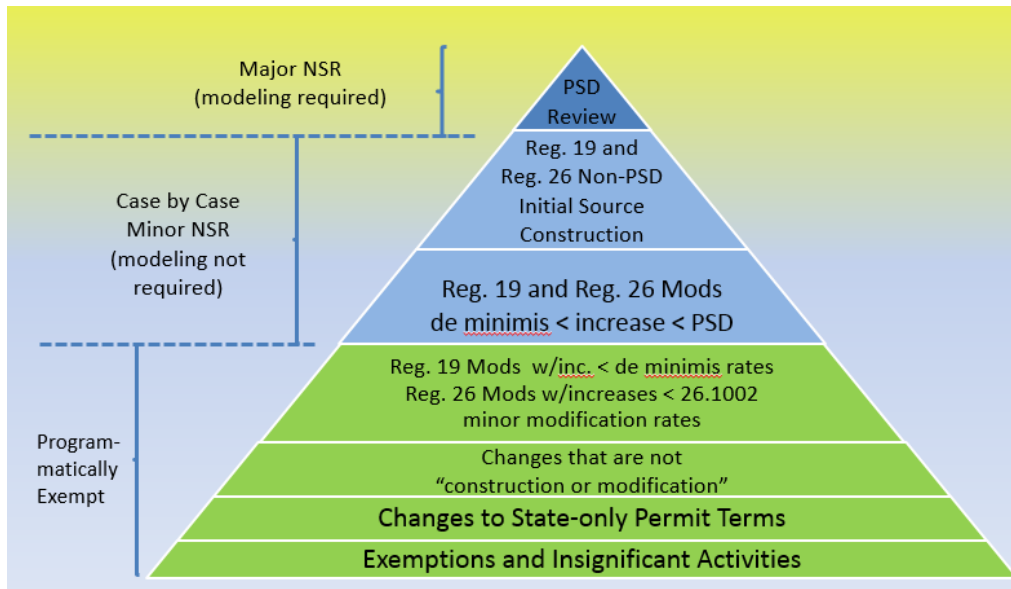 Major NSR
(modeling required)
PSD
Review
Case by Case
Minor NSR
(modeling not
required)
Reg. 19 and
Reg. 26 Non-PSD
Initial Source
Construction
Reg. 19 and Reg. 26 Mods
de minimis < increase < PSD
Program-
matically
Exempt
Reg. 19 Mods w/inc. < de minimis rates
Reg. 26 Mods w/increases < 26.1002
minor modification rates
Changes that are not
“construction or modification”
Changes to State-only Permit Terms
Exemptions and Insignificant Activities